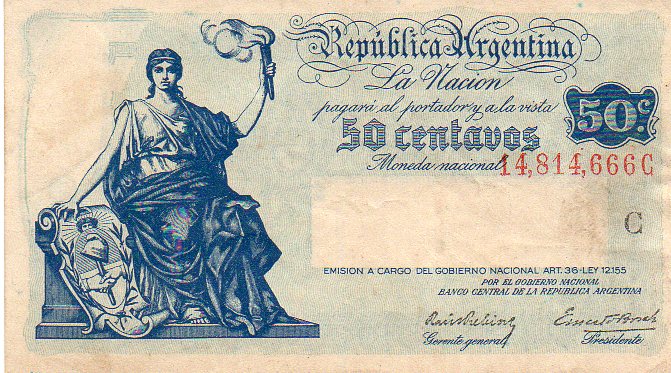 República Argentina
La Nacion
pagará al portador y a la vista
50 centavos
50 c.
Moneda nacional
14,814,666C
C
EMISION A CARGO DEL GOBIERNO NACIONAL ART. 36-LEY 12.155
POR EL GOBIERNO NACIONAL
BANCO CENTRAL DE LA REPUBLICA ARGENTINA
Gerente general
Presidente